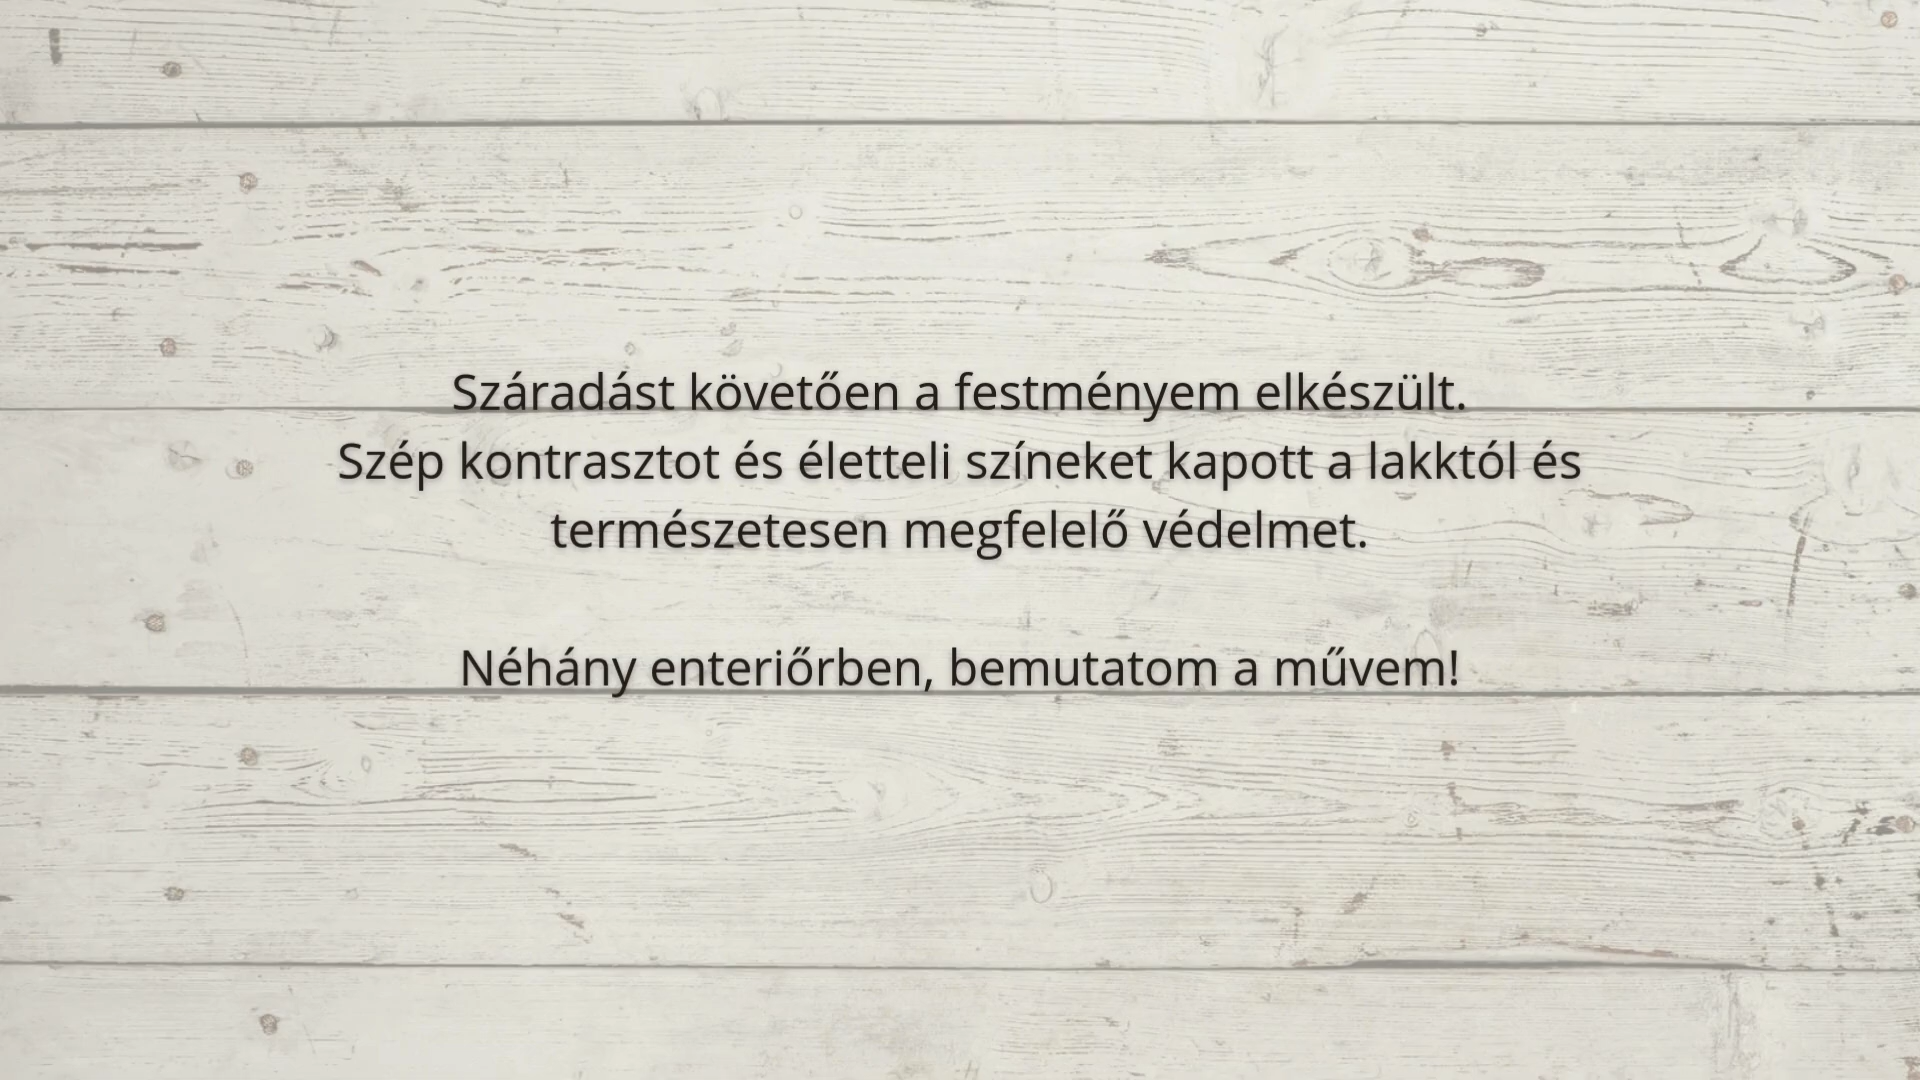 Száradást követően a festményem elkészült.
Szép kontrasztot és életteli színeket kapott a lakktól és
természetesen megfelelő védelmet.
Néhány enteriőrben, bemutatom a művem!